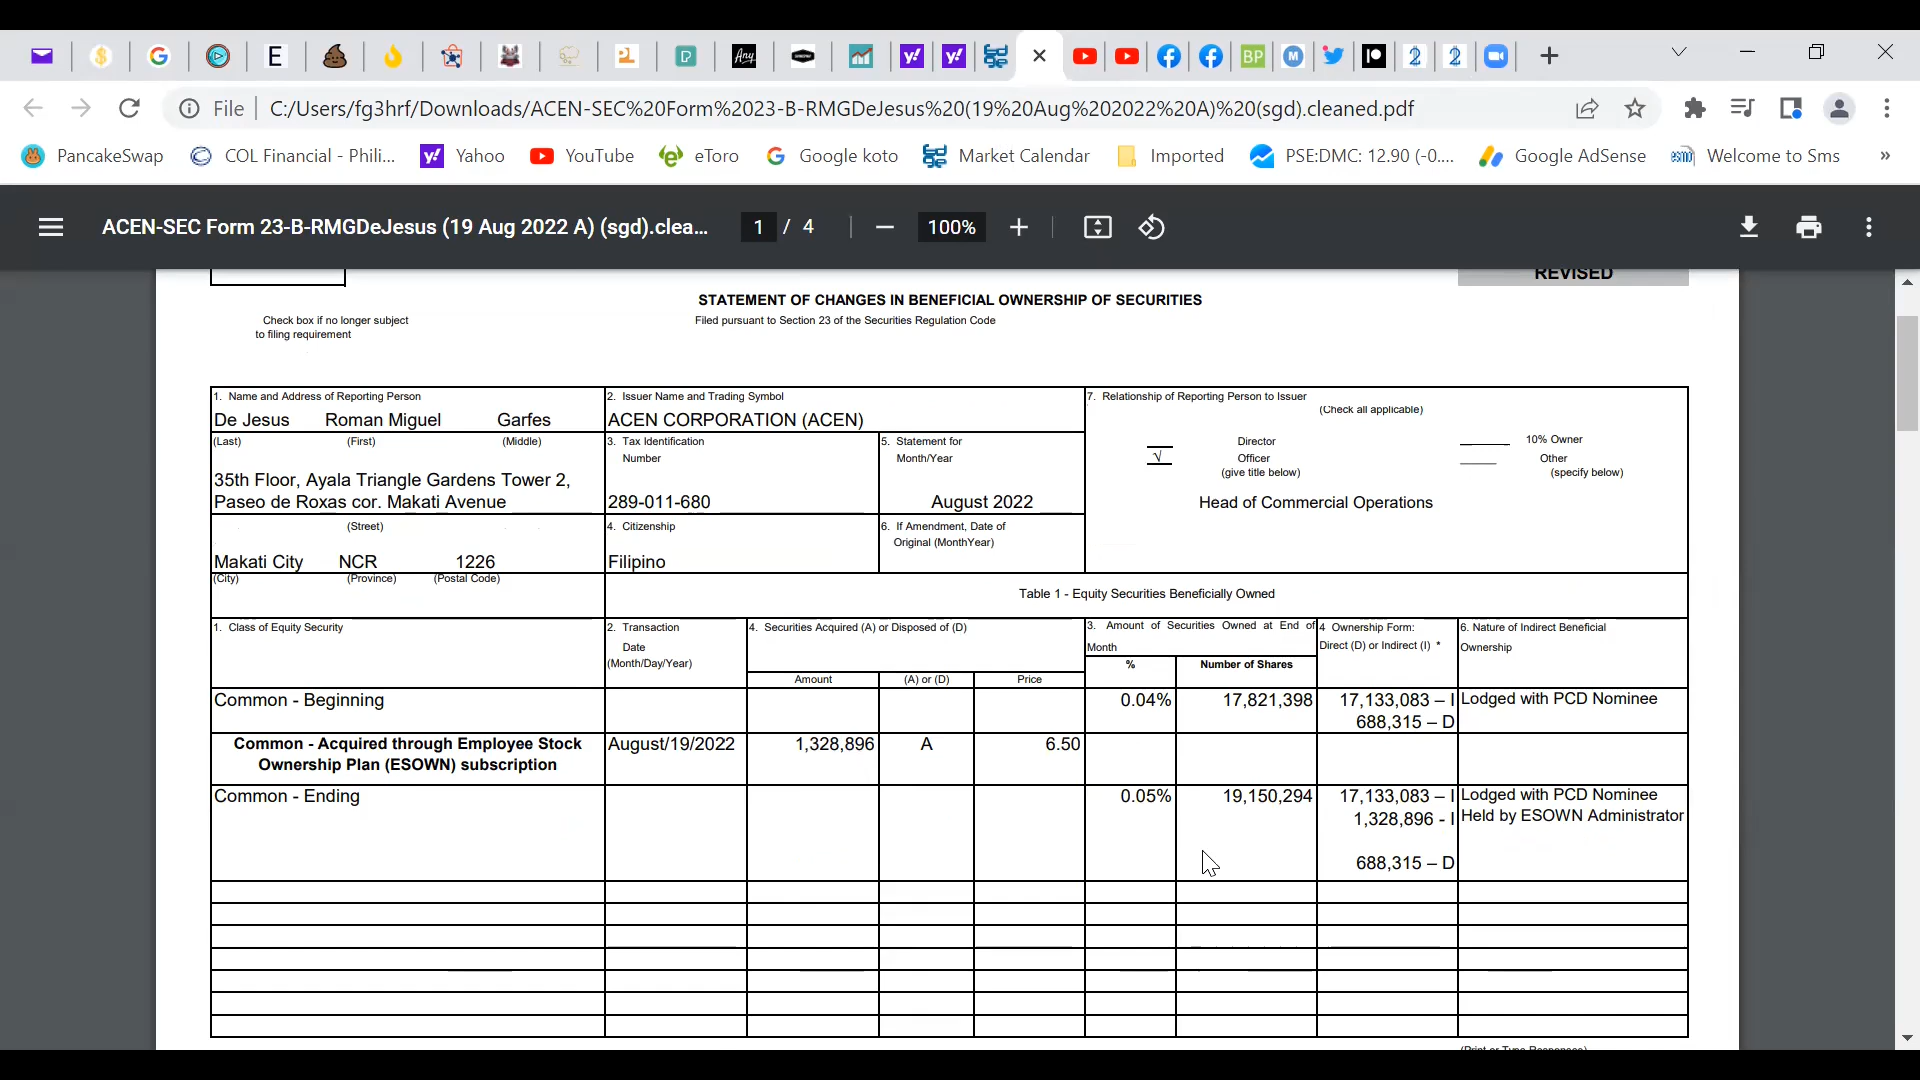 E
Any
BP
M
2
2
File
C:/Users/fg3hrf/Downloads/ACEN-SEC%20Form%2023-B-RMGDeJesus%20(19%20Aug%202022%20A)%20(sgd).cleaned.pdf
PancakeSwap
COL Financial - Phili...
Yahoo
YouTube
eToro
Google koto
Market Calendar
Imported
PSE:DMC: 12.90 (-0....
Google AdSense
Welcome to Sms
»
ACEN-SEC Form 23-B-RMGDeJesus (19 Aug 2022 A) (sgd).clea...
1 / 4
100%
REVISED
STATEMENT OF CHANGES IN BENEFICIAL OWNERSHIP OF SECURITIES
Filed pursuant to Section 23 of the Securities Regulation Code
Check box if no longer subject
to filing requirement
1. Name and Address of Reporting Person
De Jesus Roman Miguel Garfes
(Last) (First) (Middle)
35th Floor, Ayala Triangle Gardens Tower 2,
Paseo de Roxas cor. Makati Avenue
(Street)
Makati City NCR 1226
(City) (Province) (Postal Code)
2. Issuer Name and Trading Symbol
ACEN CORPORATION (ACEN)
3. Tax Identification
Number
289-011-680
5. Statement for
Month/Year
August 2022
4. Citizenship
Filipino
6. If Amendment, Date of
Original (MonthYear)
7. Relationship of Reporting Person to Issuer
(Check all applicable)
Director
10% Owner
√
Officer
Other
(give title below)
(specify below)
Head of Commercial Operations
Table 1 - Equity Securities Beneficially Owned
1. Class of Equity Security
2. Transaction
Date
(Month/Day/Year)
4. Securities Acquired (A) or Disposed of (D)
Amount
(A) or (D)
Price
3. Amount of Securities Owned at End of
Month
%
Number of Shares
4 Ownership Form:
Direct (D) or Indirect (I) *
6. Nature of Indirect Beneficial
Ownership
Common - Beginning
0.04%
17,821,398
17,133,083 – I
688,315 – D
Lodged with PCD Nominee
Common - Acquired through Employee Stock
Ownership Plan (ESOWN) subscription
August/19/2022
1,328,896
A
6.50
Common - Ending
0.05%
19,150,294
17,133,083 – I
1,328,896 - I
688,315 – D
Lodged with PCD Nominee
Held by ESOWN Administrator
(Print or Type Responses)